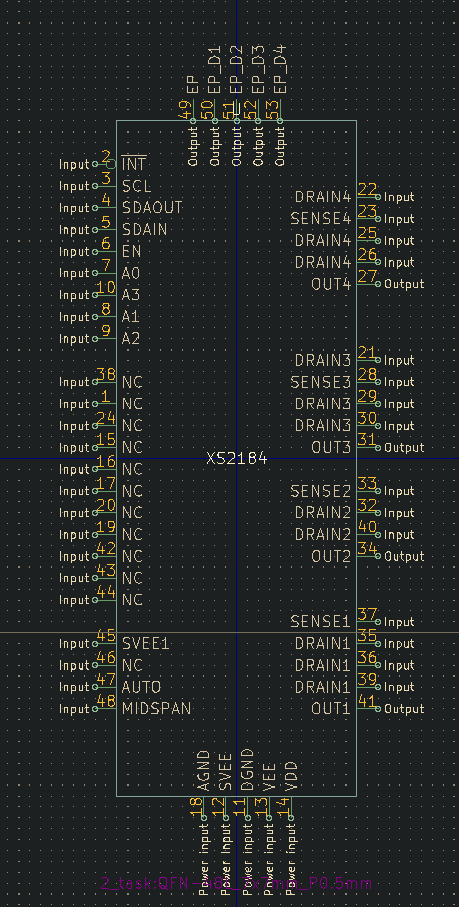 49 EP
50 EP_D1
51 EP_D2
52 EP_D3
53 EP_D4
Output Output Output Output Output
Input 2 INT
Input 3 SCL
Input 4 SDAOUT
Input 5 SDAIN
Input 6 EN
Input 7 A0
Input 10 A3
Input 8 A1
Input 9 A2
Input 38 NC
Input 1 NC
Input 24 NC
Input 15 NC
Input 16 NC
Input 17 NC
Input 20 NC
Input 19 NC
Input 42 NC
Input 43 NC
Input 44 NC
Input 45 SVEE1
Input 46 NC
Input 47 AUTO
Input 48 MIDSPAN
XS2184
DRAIN4 22 Input
SENSE4 23 Input
DRAIN4 25 Input
DRAIN4 26 Input
OUT4 27 Output
DRAIN3 21 Input
SENSE3 28 Input
DRAIN3 29 Input
DRAIN3 30 Input
OUT3 31 Output
SENSE2 33 Input
DRAIN2 32 Input
DRAIN2 40 Input
OUT2 34 Output
SENSE1 37 Input
DRAIN1 35 Input
DRAIN1 36 Input
DRAIN1 39 Input
OUT1 41 Output
AGND 18 Power input
SVEE 12 Power input
DGND 11 Power input
VEE 13 Power input
VDD 14 Power input